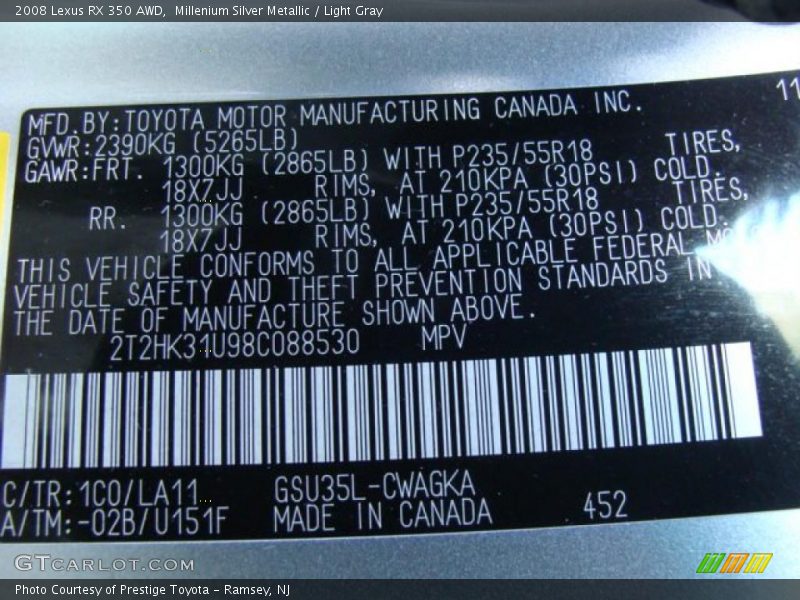 2008 Lexus RX 350 AWD,  Millenium Silver Metallic / Light Gray
11
MFD.BY:TOYOTA MOTOR MANUFACTURING CANADA INC.
GVWR:2390KG (5265LB)
GAWR:FRT. 1300KG (2865LB) WITH P235/55R18 TIRES,
18X7JJ RIMS, AT 210KPA (30PSI) COLD.
RR. 1300KG (2865LB) WITH P235/55R18 TIRES,
18X7JJ RIMS, AT 210KPA (30PSI) COLD.
THIS VEHICLE CONFORMS TO ALL APPLICABLE FEDERAL
VEHICLE SAFETY AND THEFT PREVENTION STANDARDS IN
THE DATE OF MANUFACTURE SHOWN ABOVE.
2T2HK31U98C088530 MPV
C/TR:1C0/LA11 GSU35L-CWAGKA
A/TM:-02B/U151F MADE IN CANADA 452
GTCarLot.com
Photo Courtesy of Prestige Toyota - Ramsey, NJ